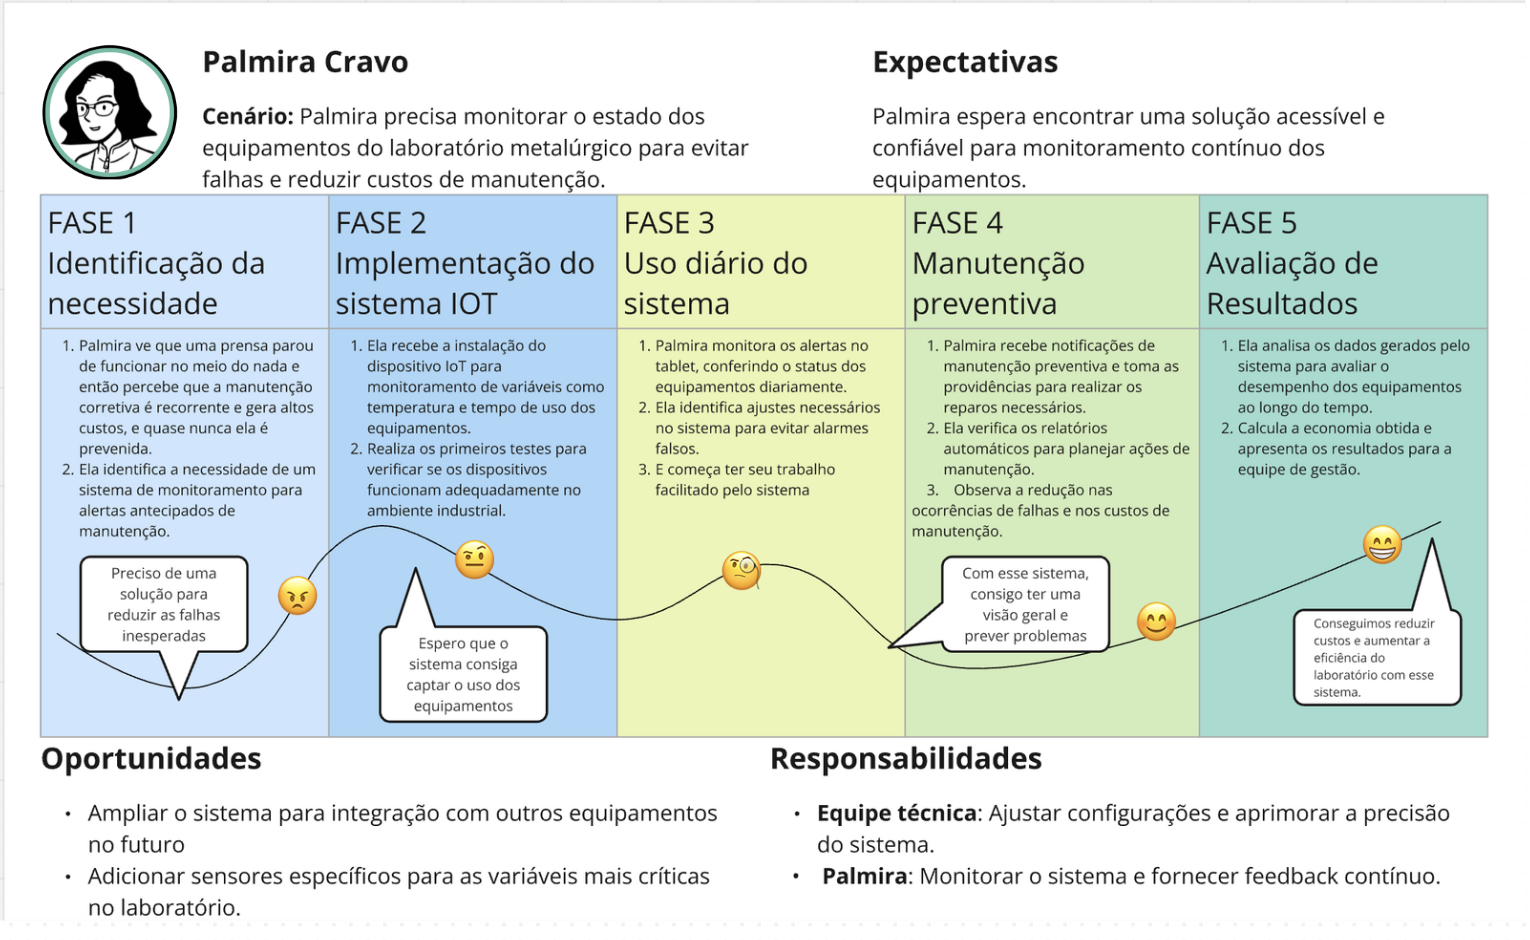 Palmira Cravo
Cenário: Palmira precisa monitorar o estado dos
equipamentos do laboratório metalúrgico para evitar
falhas e reduzir custos de manutenção.
Expectativas
Palmira espera encontrar uma solução acessível e
confiável para monitoramento contínuo dos
equipamentos.
FASE 1
Identificação da
necessidade
1. Palmira ve que uma prensa parou
de funcionar no meio do nada e
então percebe que a manutenção
corretiva é recorrente e gera altos
custos, e quase nunca ela é
prevenida.
2. Ela identifica a necessidade de um
sistema de monitoramento para
alertas antecipados de
manutenção.
Preciso de uma
solução para
reduzir as falhas
inesperadas
FASE 2
Implementação do
sistema IOT
1. Ela recebe a instalação do
dispositivo IoT para
monitoramento de variáveis como
temperatura e tempo de uso dos
equipamentos.
2. Realiza os primeiros testes para
verificar se os dispositivos
funcionam adequadamente no
ambiente industrial.
Espero que o
sistema consiga
captar o uso dos
equipamentos
FASE 3
Uso diário do
sistema
1. Palmira monitora os alertas no
tablet, conferindo o status dos
equipamentos diariamente.
2. Ela identifica ajustes necessários
no sistema para evitar alarmes
falsos.
3. E começa ter seu trabalho
facilitado pelo sistema
FASE 4
Manutenção
preventiva
1. Palmira recebe notificações de
manutenção preventiva e toma as
providências para realizar os
reparos necessários.
2. Ela verifica os relatórios
automáticos para planejar ações de
manutenção.
3. Observa a redução nas
ocorrências de falhas e nos custos de
manutenção.
Com esse sistema,
consigo ter uma
visão geral e
prever problemas
FASE 5
Avaliação de
Resultados
1. Ela analisa os dados gerados pelo
sistema para avaliar o
desempenho dos equipamentos
ao longo do tempo.
2. Calcula a economia obtida e
apresenta os resultados para a
equipe de gestão.
Conseguimos reduzir
custos e aumentar a
eficiência do
laboratório com esse
sistema.
Oportunidades
• Ampliar o sistema para integração com outros equipamentos
no futuro
• Adicionar sensores específicos para as variáveis mais críticas
no laboratório.
Responsabilidades
• Equipe técnica: Ajustar configurações e aprimorar a precisão
do sistema.
• Palmira: Monitorar o sistema e fornecer feedback contínuo.